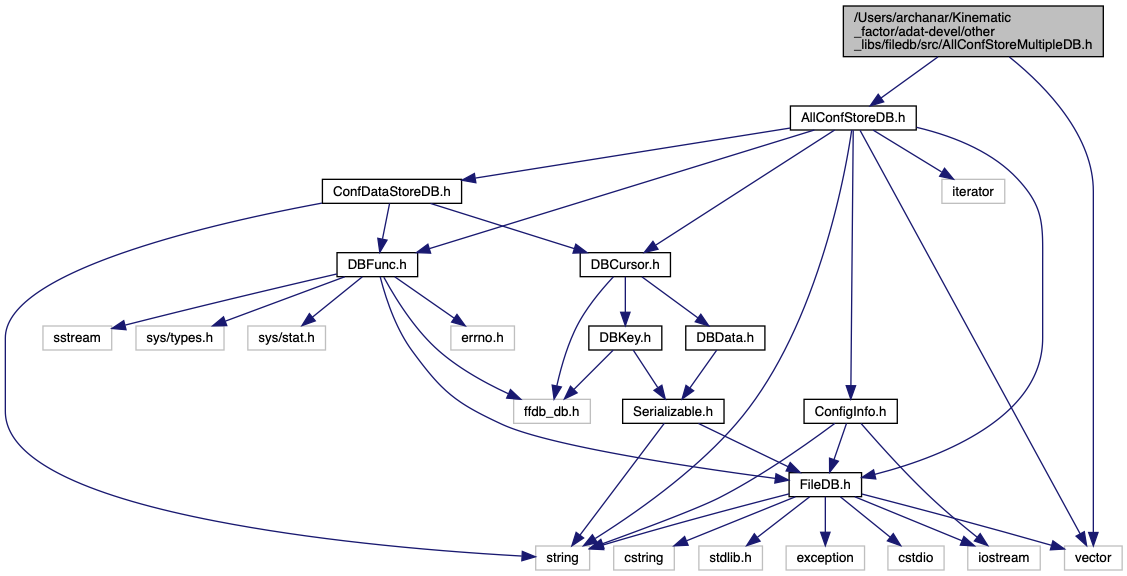 /Users/archanar/Kinematic
_factor/adat-devel/other
_libs/filedb/src/AllConfStoreMultipleDB.h
AllConfStoreDB.h
ConfDataStoreDB.h
iterator
DBFunc.h
DBCursor.h
sstream
sys/types.h
sys/stat.h
errno.h
DBKey.h
DBData.h
ffdb_db.h
Serializable.h
ConfigInfo.h
FileDB.h
string
cstring
stdlib.h
exception
cstdio
iostream
vector